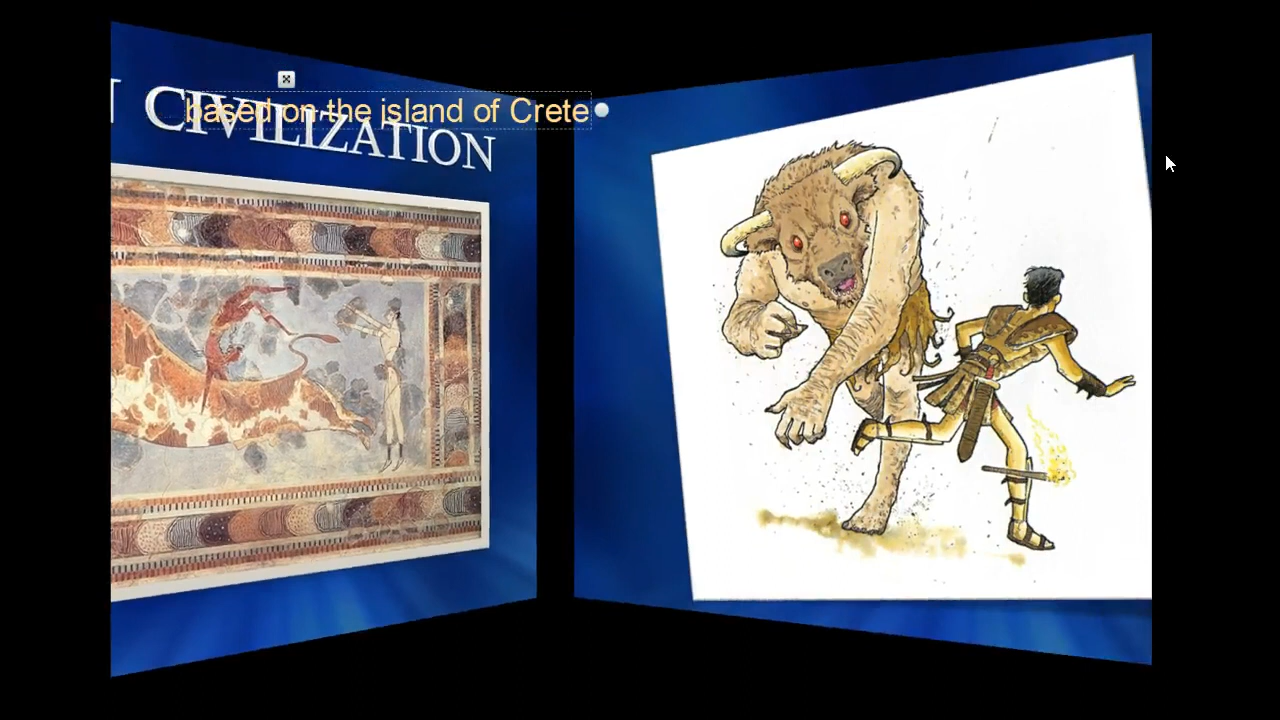 based on the island of Crete
CIVILIZATION